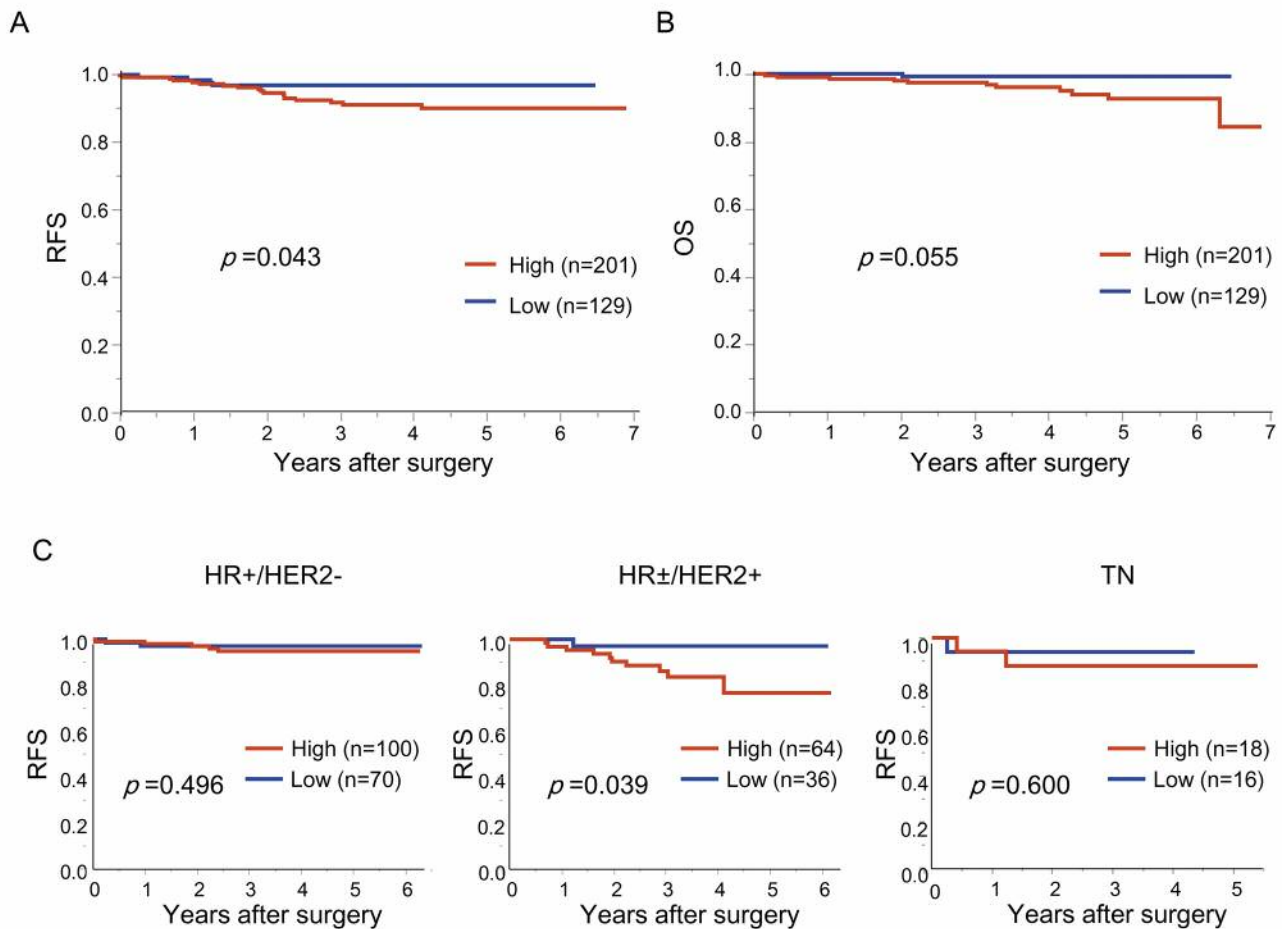 A
1.0
0.8
0.6
0.4
0.2
0.0
RFS
p=0.043
High (n=201)
Low (n=129)
0 1 2 3 4 5 6 7
Years after surgery
B
1.0
0.8
0.6
0.4
0.2
0.0
OS
p=0.055
High (n=201)
Low (n=129)
0 1 2 3 4 5 6 7
Years after surgery
C
HR+/HER2-
1.0
0.8
0.6
0.4
0.2
0.0
RFS
High (n=100)
Low (n=70)
p=0.496
0 1 2 3 4 5 6
Years after surgery
HR±/HER2+
1.0
0.8
0.6
0.4
0.2
0.0
RFS
High (n=64)
Low (n=36)
p=0.039
0 1 2 3 4 5 6
Years after surgery
TN
1.0
0.8
0.6
0.4
0.2
0.0
RFS
High (n=18)
Low (n=16)
p=0.600
0 1 2 3 4 5
Years after surgery